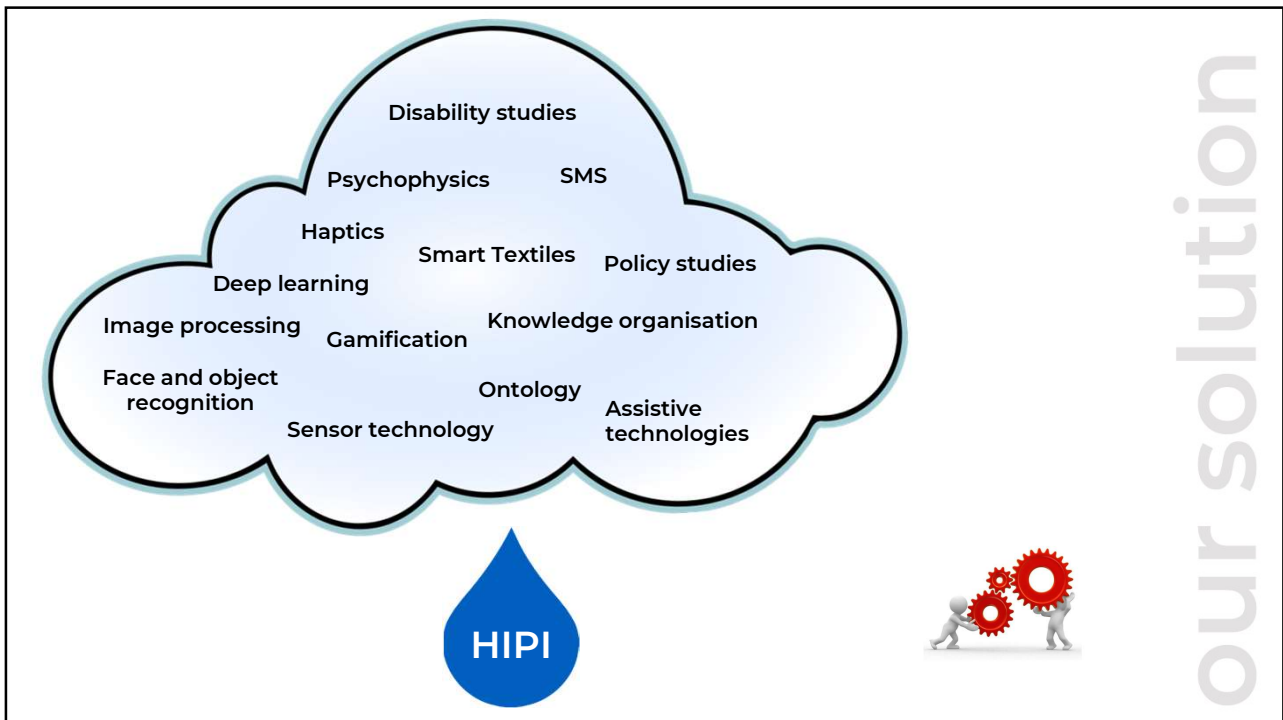 Disability studies
Psychophysics
SMS
Haptics
Smart Textiles
Policy studies
Deep learning
Image processing
Gamification
Knowledge organisation
Face and object
recognition
Ontology
Assistive
technologies
Sensor technology
HIPI
our solution